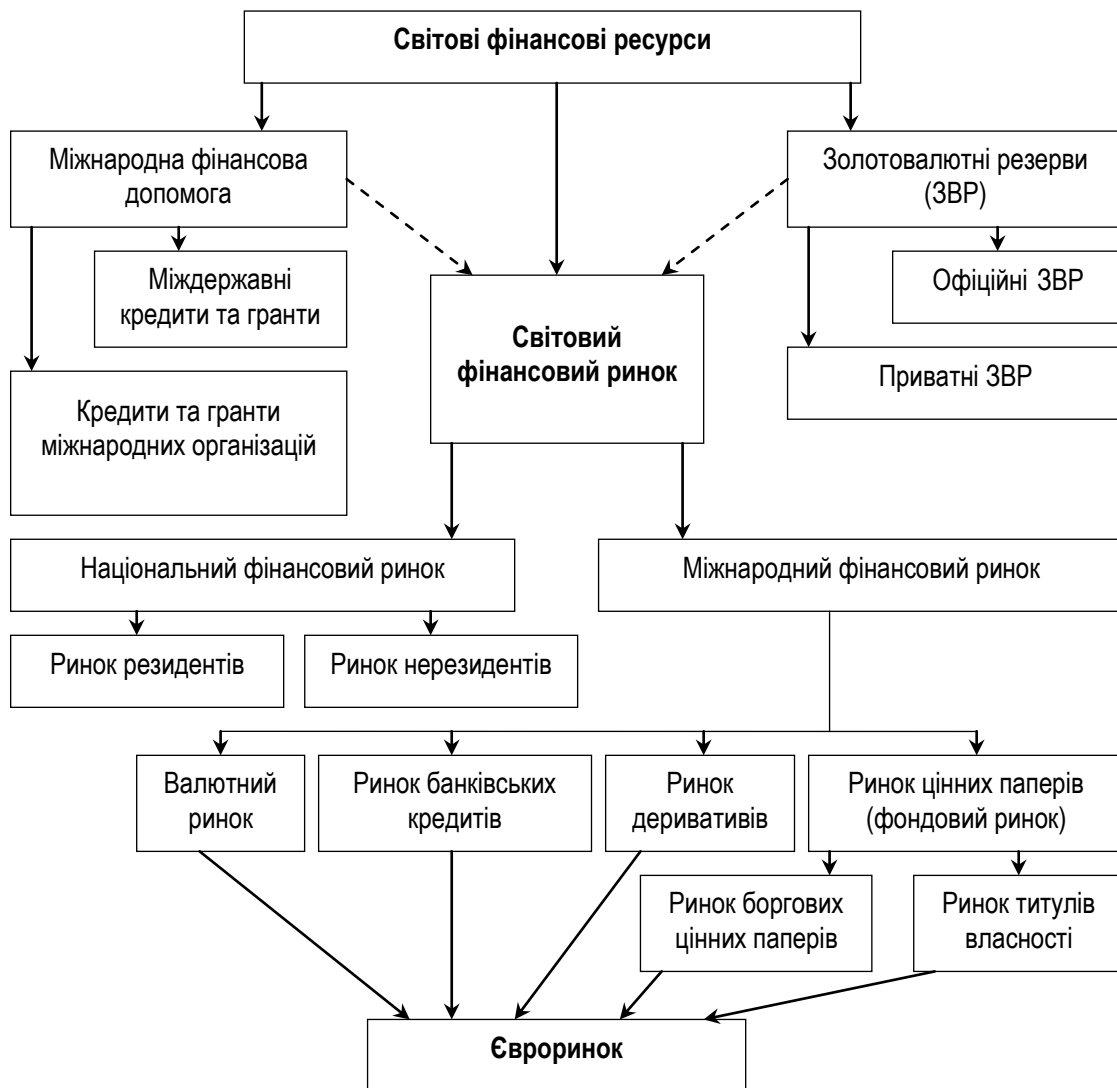 Світові фінансові ресурси
Міжнародна фінансова
допомога
Золотовалютні резерви
(ЗВР)
Міждержавні
кредити та гранти
Офіційні ЗВР
Світовий
фінансовий ринок
Приватні ЗВР
Кредити та гранти
міжнародних організацій
Національний фінансовий ринок
Міжнародний фінансовий ринок
Ринок резидентів
Ринок нерезидентів
Валютний
ринок
Ринок банківських
кредитів
Ринок
деривативів
Ринок цінних паперів
(фондовий ринок)
Ринок боргових
цінних паперів
Ринок титулів
власності
Євроринок